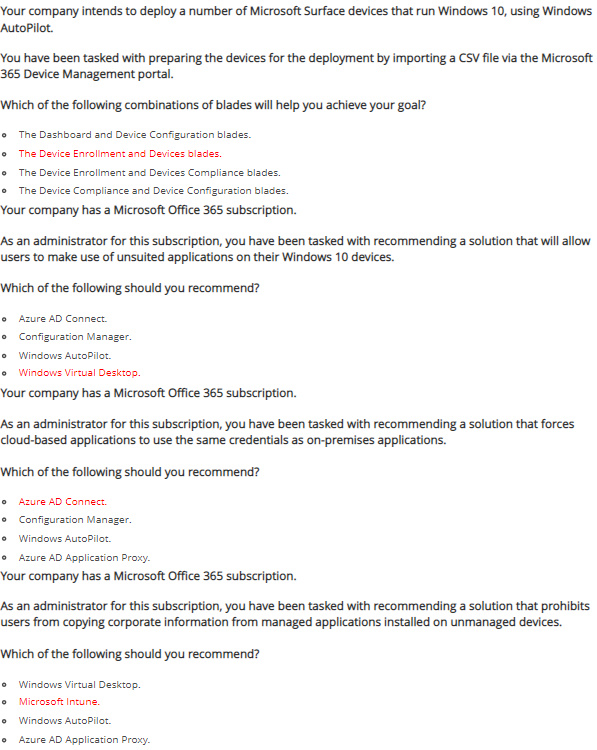 Your company intends to deploy a number of Microsoft Surface devices that run Windows 10, using Windows
AutoPilot.
You have been tasked with preparing the devices for the deployment by importing a CSV file via the Microsoft
365 Device Management portal.
Which of the following combinations of blades will help you achieve your goal?
The Dashboard and Device Configuration blades.
The Device Enrollment and Devices blades.
The Device Enrollment and Devices Compliance blades.
The Device Compliance and Device Configuration blades.
Your company has a Microsoft Office 365 subscription.
As an administrator for this subscription, you have been tasked with recommending a solution that will allow
users to make use of unsuited applications on their Windows 10 devices.
Which of the following should you recommend?
Azure AD Connect.
Configuration Manager.
Windows AutoPilot.
Windows Virtual Desktop.
Your company has a Microsoft Office 365 subscription.
As an administrator for this subscription, you have been tasked with recommending a solution that forces
cloud-based applications to use the same credentials as on-premises applications.
Which of the following should you recommend?
Azure AD Connect.
Configuration Manager.
Windows AutoPilot.
Azure AD Application Proxy.
Your company has a Microsoft Office 365 subscription.
As an administrator for this subscription, you have been tasked with recommending a solution that prohibits
users from copying corporate information from managed applications installed on unmanaged devices.
Which of the following should you recommend?
Windows Virtual Desktop.
Microsoft Intune.
Windows AutoPilot.
Azure AD Application Proxy.